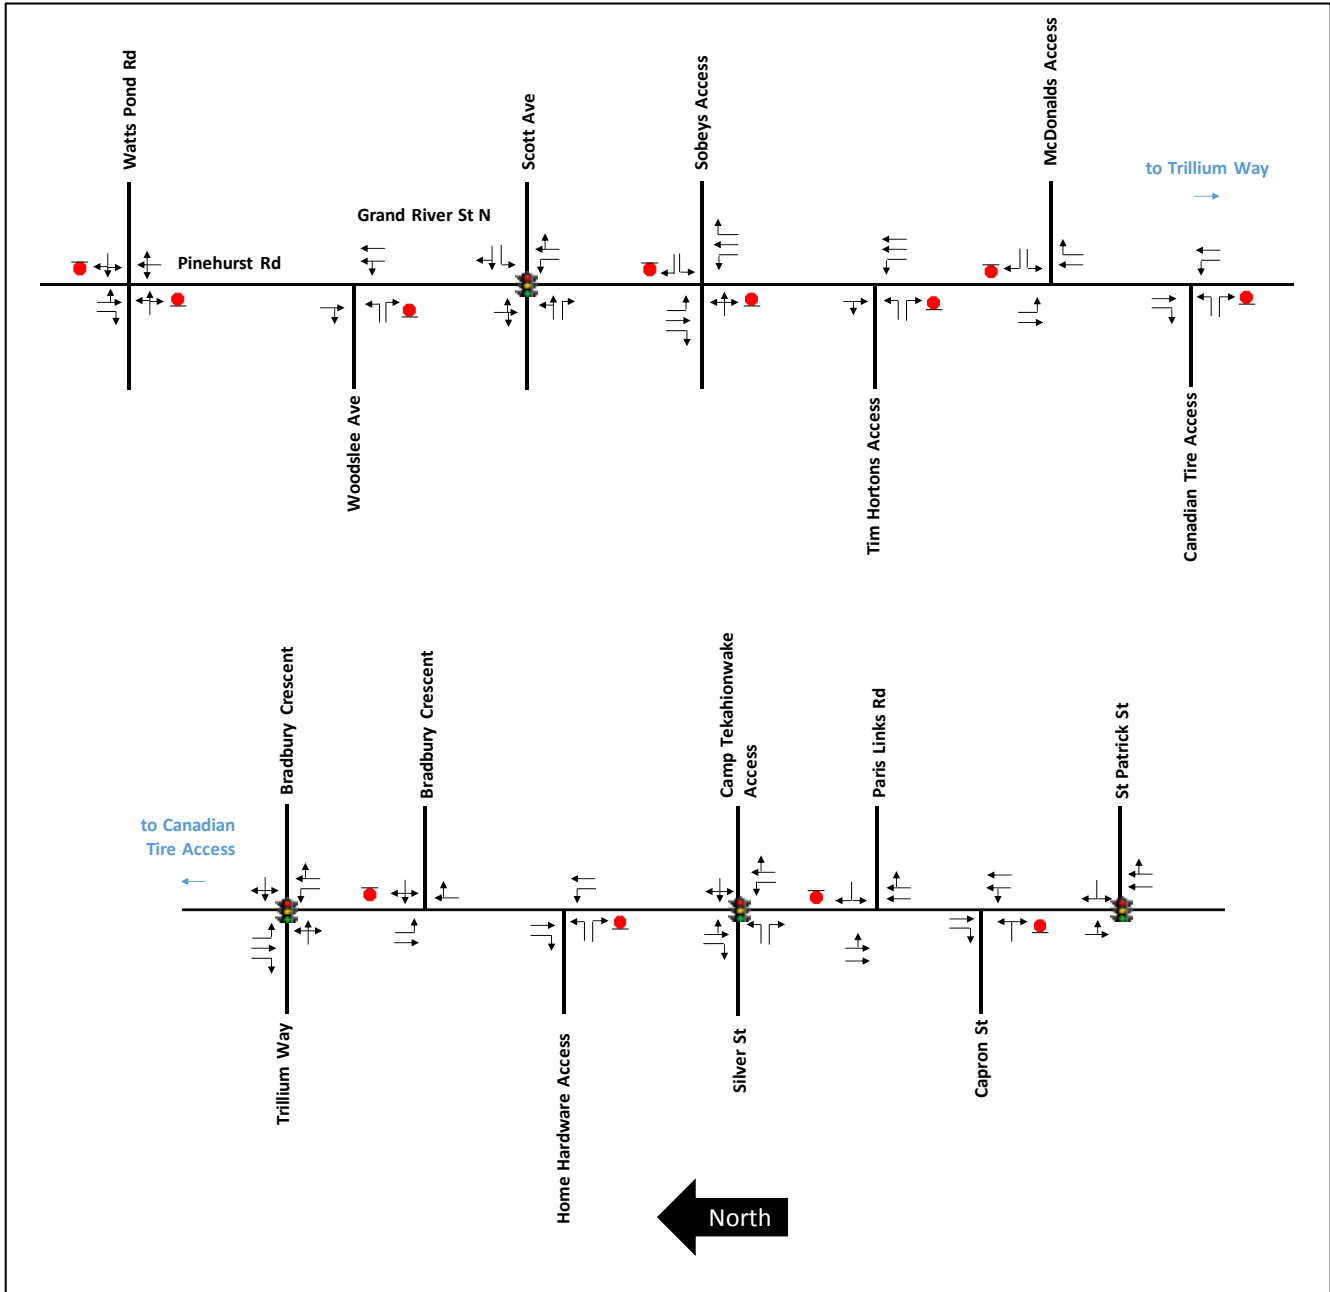 Watts Pond Rd
Scott Ave
Sobeys Access
McDonalds Access
to Trillium Way
Grand River St N
Pinehurst Rd
Woodslee Ave
Tim Hortons Access
Canadian Tire Access
Bradbury Crescent
Bradbury Crescent
Camp Tekahionwake
Access
Paris Links Rd
St Patrick St
to Canadian
Tire Access
Trillium Way
Home Hardware Access
Silver St
Capron St
North